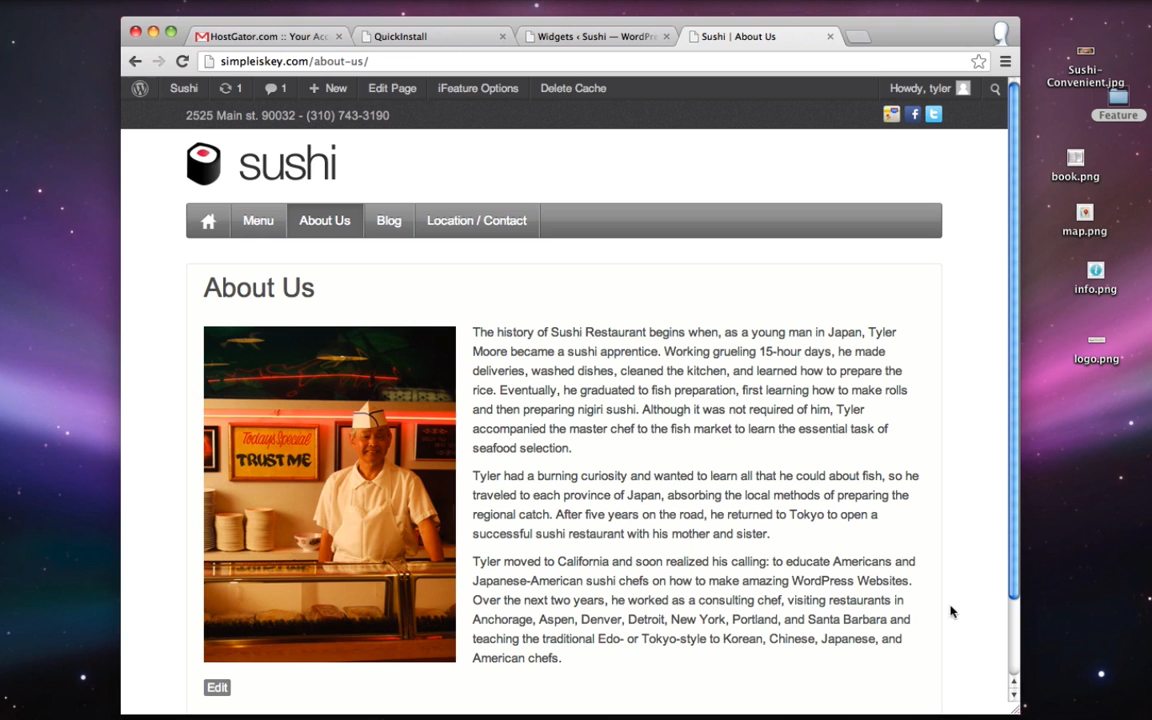 HostGator.com :: Your Acc
QuickInstall
Widgets ‹ Sushi — WordPr
Sushi | About Us
simpleiskey.com/about-us/
Sushi 1 1 + New Edit Page iFeature Options Delete Cache Howdy, tyler
2525 Main st. 90032 - (310) 743-3190
sushi
Menu About Us Blog Location / Contact
About Us
Today's Special
TRUST ME
The history of Sushi Restaurant begins when, as a young man in Japan, Tyler
Moore became a sushi apprentice. Working grueling 15-hour days, he made
deliveries, washed dishes, cleaned the kitchen, and learned how to prepare the
rice. Eventually, he graduated to fish preparation, first learning how to make rolls
and then preparing nigiri sushi. Although it was not required of him, Tyler
accompanied the master chef to the fish market to learn the essential task of
seafood selection.
Tyler had a burning curiosity and wanted to learn all that he could about fish, so he
traveled to each province of Japan, absorbing the local methods of preparing the
regional catch. After five years on the road, he returned to Tokyo to open a
successful sushi restaurant with his mother and sister.
Tyler moved to California and soon realized his calling: to educate Americans and
Japanese-American sushi chefs on how to make amazing WordPress Websites.
Over the next two years, he worked as a consulting chef, visiting restaurants in
Anchorage, Aspen, Denver, Detroit, New York, Portland, and Santa Barbara and
teaching the traditional Edo- or Tokyo-style to Korean, Chinese, Japanese, and
American chefs.
Edit
Sushi-
Convenient.jpg
Feature
book.png
map.png
info.png
logo.png